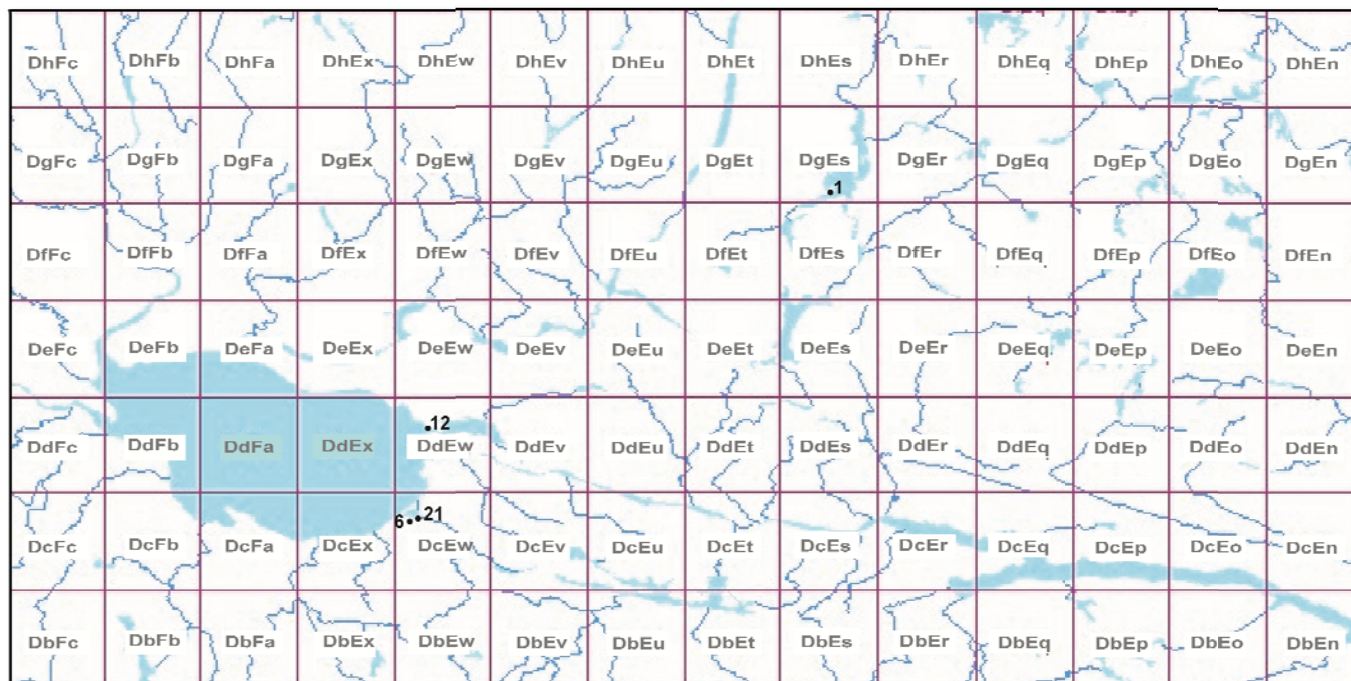 DhFc DhFb DhFa DhEx DhEw DhEv DhEu DhEt DhEs DhEr DhEq DhEp DhEo DhEn
DgFc DgFb DgFa DgEx DgEw DgEv DgEu DgEt DgEs DgEr DgEq DgEp DgEo DgEn
1
DfFc DfFb DfFa DfEx DfEw DfEv DfEu DfEt DfEs DfEr DfEq DfEp DfEo DfEn
DeFc DeFb DeFa DeEx DeEw DeEv DeEu DeEt DeEs DeEr DeEq DeEp DeEo DeEn
12
DdFc DdFb DdFa DdEx DdEw DdEv DdEu DdEt DdEs DdEr DdEq DdEp DdEo DdEn
6 21
DcFc DcFb DcFa DcEx DcEw DcEv DcEu DcEt DcEs DcEr DcEq DcEp DcEo DcEn
DbFc DbFb DbFa DbEx DbEw DbEv DbEu DbEt DbEs DbEr DbEq DbEp DbEo DbEn